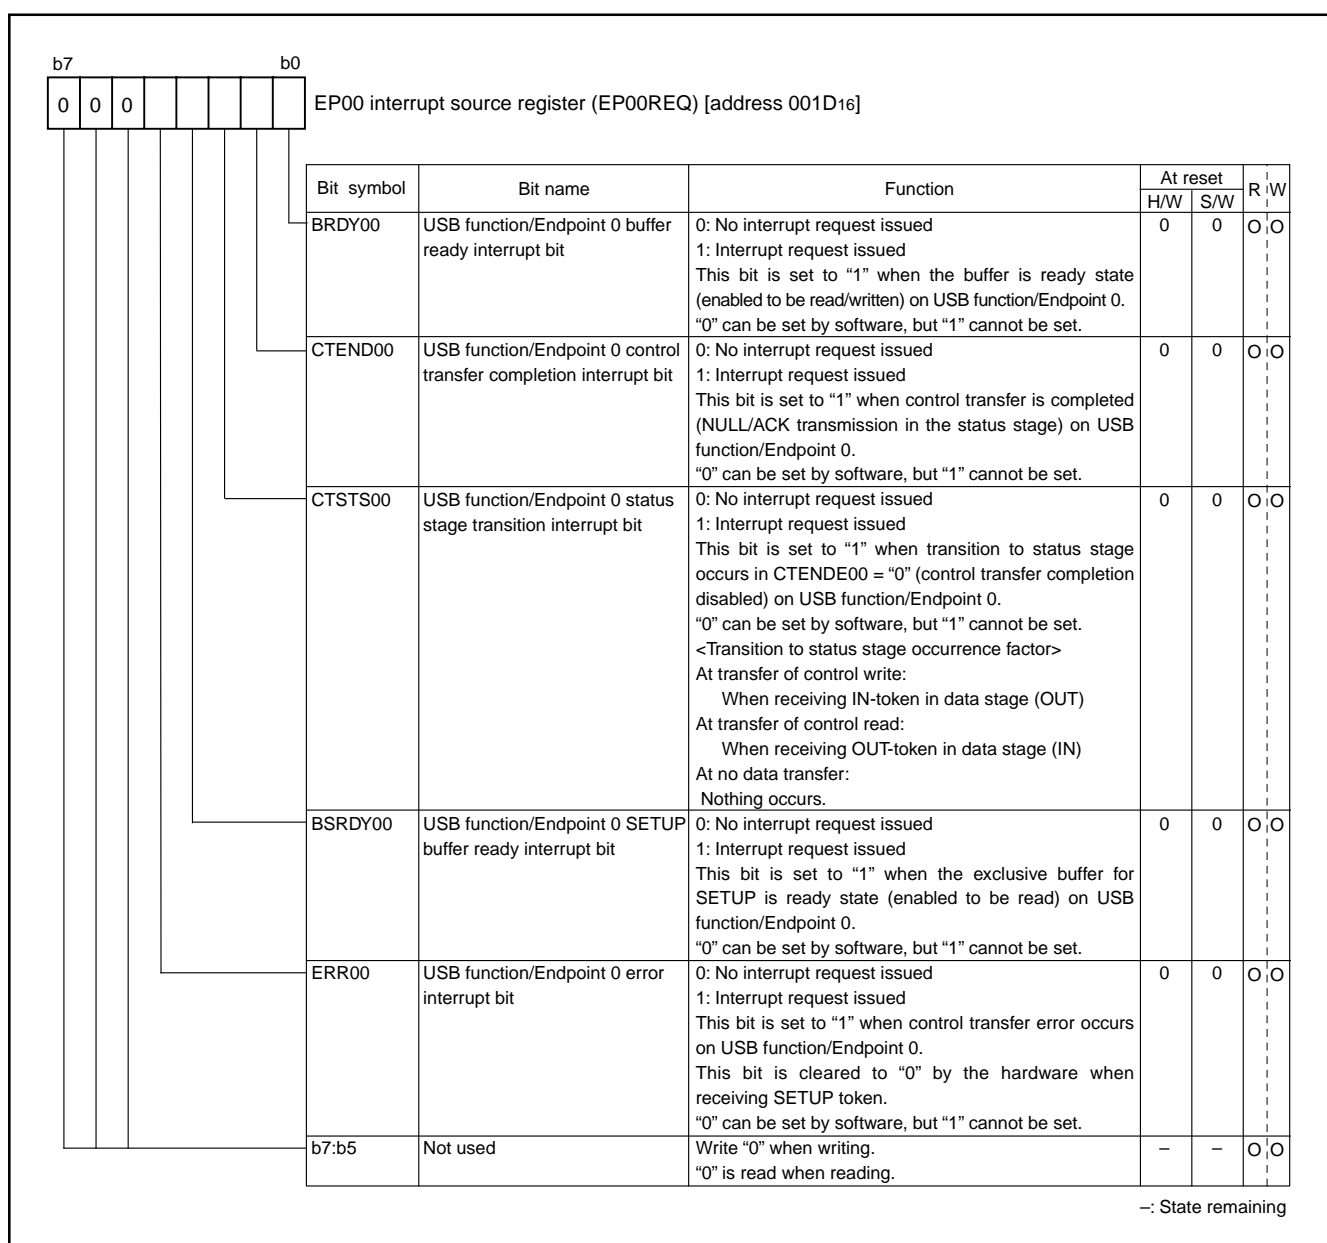 b7 b0
0 0 0 EP00 interrupt source register (EP00REQ) [address 001D16]
Bit symbol Bit name Function At reset R W
H/W S/W
BRDY00 USB function/Endpoint 0 buffer 0: No interrupt request issued 0 0 O O
ready interrupt bit 1: Interrupt request issued
This bit is set to “1” when the buffer is ready state
(enabled to be read/written) on USB function/Endpoint 0.
“0” can be set by software, but “1” cannot be set.
CTEND00 USB function/Endpoint 0 control 0: No interrupt request issued 0 0 O O
transfer completion interrupt bit 1: Interrupt request issued
This bit is set to “1” when control transfer is completed
(NULL/ACK transmission in the status stage) on USB
function/Endpoint 0.
“0” can be set by software, but “1” cannot be set.
CTSTS00 USB function/Endpoint 0 status 0: No interrupt request issued 0 0 O O
stage transition interrupt bit 1: Interrupt request issued
This bit is set to “1” when transition to status stage
occurs in CTENDE00 = “0” (control transfer completion
disabled) on USB function/Endpoint 0.
“0” can be set by software, but “1” cannot be set.
<Transition to status stage occurrence factor>
At transfer of control write:
When receiving IN-token in data stage (OUT)
At transfer of control read:
When receiving OUT-token in data stage (IN)
At no data transfer:
Nothing occurs.
BSRDY00 USB function/Endpoint 0 SETUP 0: No interrupt request issued 0 0 O O
buffer ready interrupt bit 1: Interrupt request issued
This bit is set to “1” when the exclusive buffer for
SETUP is ready state (enabled to be read) on USB
function/Endpoint 0.
“0” can be set by software, but “1” cannot be set.
ERR00 USB function/Endpoint 0 error 0: No interrupt request issued 0 0 O O
interrupt bit 1: Interrupt request issued
This bit is set to “1” when control transfer error occurs
on USB function/Endpoint 0.
This bit is cleared to “0” by the hardware when
receiving SETUP token.
“0” can be set by software, but “1” cannot be set.
b7:b5 Not used Write “0” when writing. – – O O
“0” is read when reading.
–: State remaining